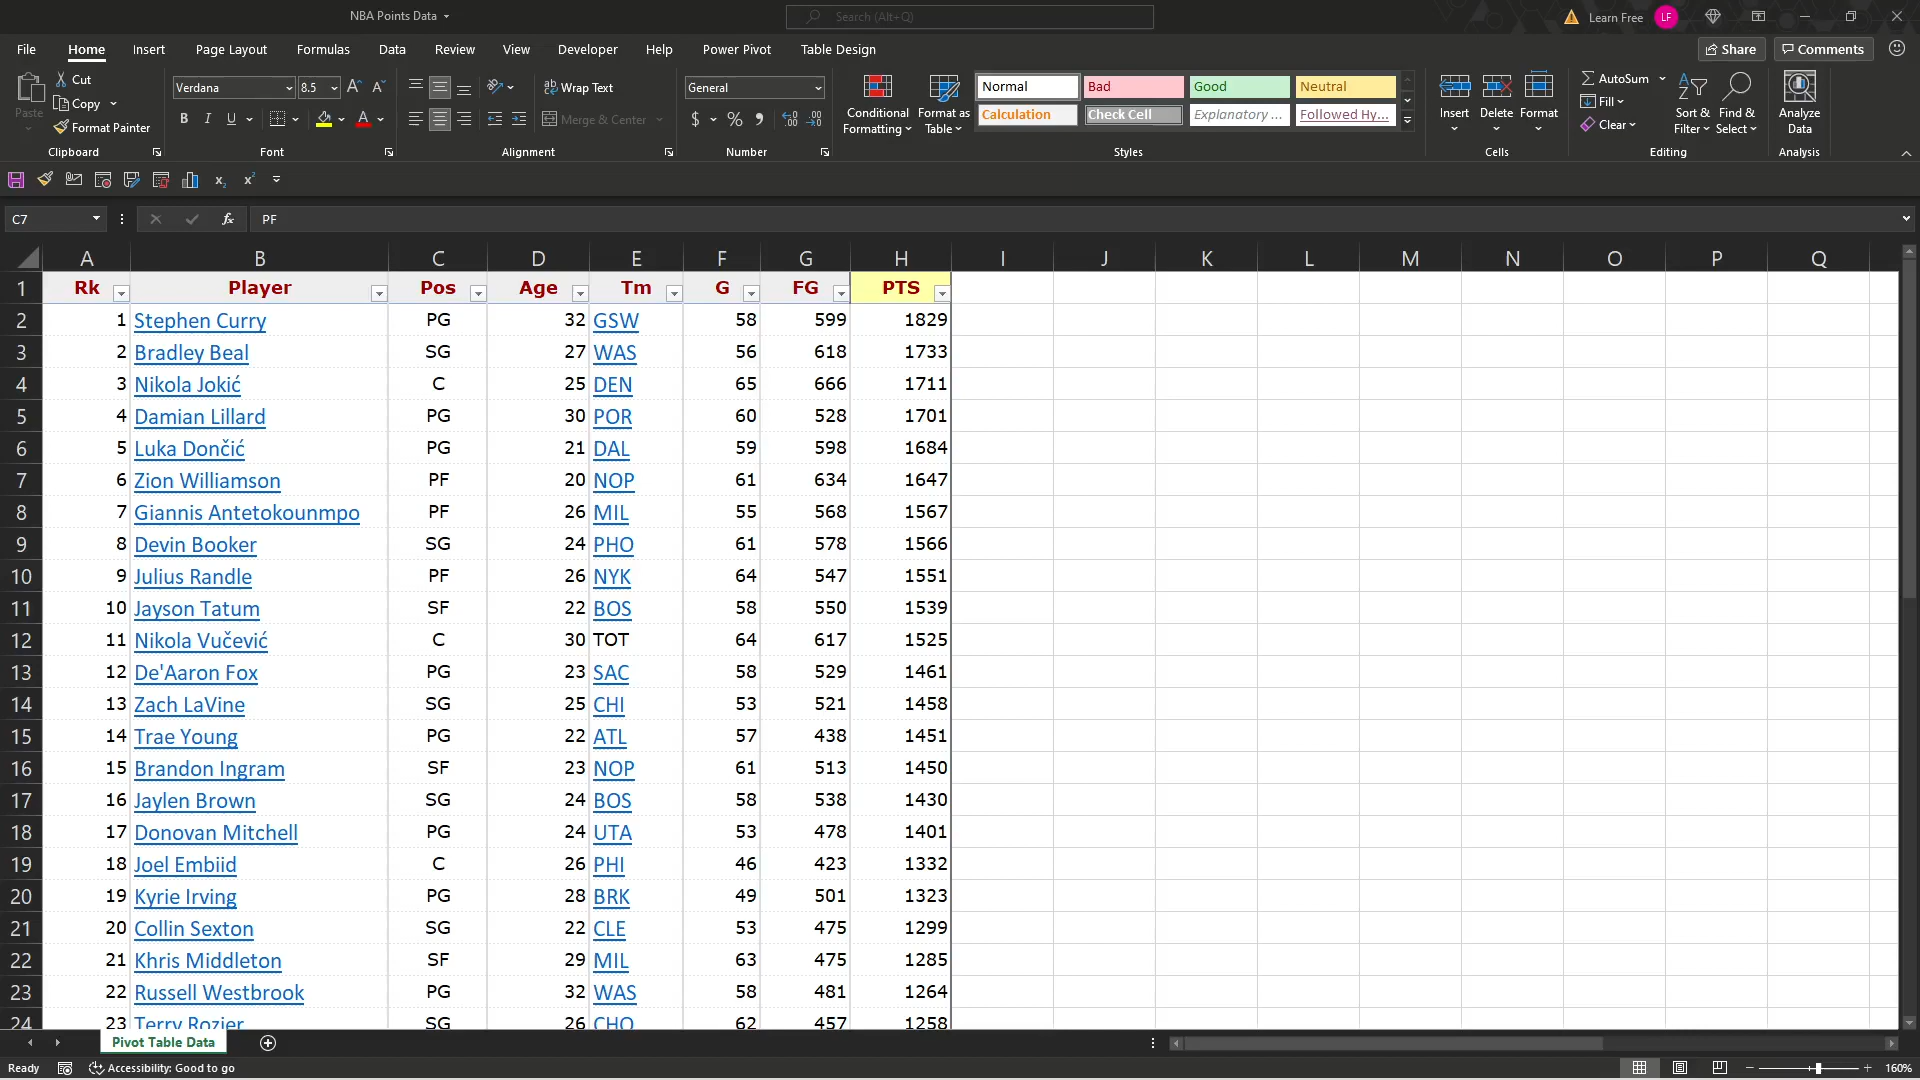 NBA Points Data
Search (Alt+Q)
Learn Free
LF
File Home Insert Page Layout Formulas Data Review View Developer Help Power Pivot Table Design
Share
Comments
Paste
Cut
Copy
Format Painter
Clipboard
Verdana 8.5
B I U
Font
Wrap Text
Merge & Center
Alignment
General
$ % 9
Number
Conditional Formatting
Format as Table
Normal Bad Good Neutral
Calculation Check Cell Explanatory ... Followed Hy...
Styles
Insert Delete Format
Cells
AutoSum
Fill
Clear
Sort & Filter
Find & Select
Editing
Analyze Data
Analysis
C7 fx PF
A B C D E F G H I J K L M N O P Q
1 Rk Player Pos Age Tm G FG PTS
2 1 Stephen Curry PG 32 GSW 58 599 1829
3 2 Bradley Beal SG 27 WAS 56 618 1733
4 3 Nikola Jokić C 25 DEN 65 666 1711
5 4 Damian Lillard PG 30 POR 60 528 1701
6 5 Luka Dončić PG 21 DAL 59 598 1684
7 6 Zion Williamson PF 20 NOP 61 634 1647
8 7 Giannis Antetokounmpo PF 26 MIL 55 568 1567
9 8 Devin Booker SG 24 PHO 61 578 1566
10 9 Julius Randle PF 26 NYK 64 547 1551
11 10 Jayson Tatum SF 22 BOS 58 550 1539
12 11 Nikola Vučević C 30 TOT 64 617 1525
13 12 De'Aaron Fox PG 23 SAC 58 529 1461
14 13 Zach LaVine SG 25 CHI 53 521 1458
15 14 Trae Young PG 22 ATL 57 438 1451
16 15 Brandon Ingram SF 23 NOP 61 513 1450
17 16 Jaylen Brown SG 24 BOS 58 538 1430
18 17 Donovan Mitchell PG 24 UTA 53 478 1401
19 18 Joel Embiid C 26 PHI 46 423 1332
20 19 Kyrie Irving PG 28 BRK 49 501 1323
21 20 Collin Sexton SG 22 CLE 53 475 1299
22 21 Khris Middleton SF 29 MIL 63 475 1285
23 22 Russell Westbrook PG 32 WAS 58 481 1264
24 23 Terry Rozier SG 26 CHO 62 457 1258
Pivot Table Data
Ready
Accessibility: Good to go
160%